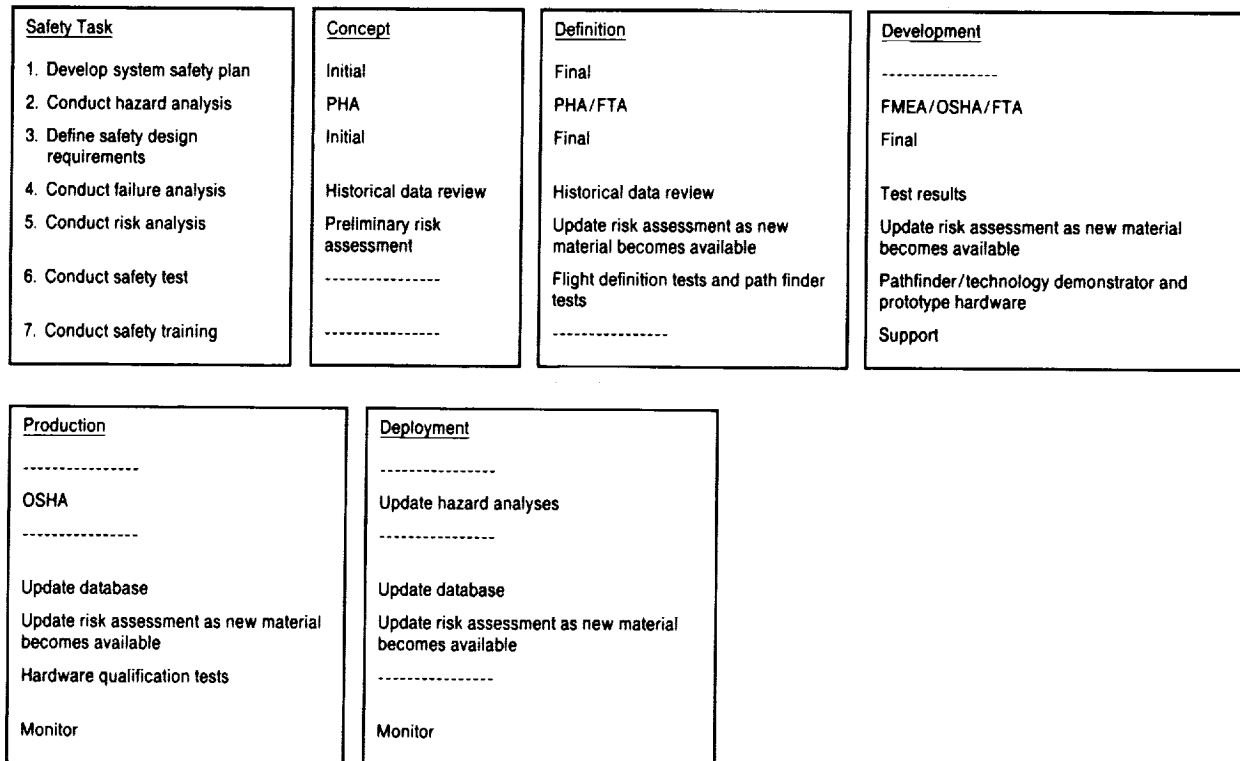 Safety Task
1. Develop system safety plan
2. Conduct hazard analysis
3. Define safety design
requirements
4. Conduct failure analysis
5. Conduct risk analysis
6. Conduct safety test
7. Conduct safety training
Concept
Initial
PHA
Initial
Historical data review
Preliminary risk
assessment
----------------
----------------
Definition
Final
PHA/FTA
Final
Historical data review
Update risk assessment as new
material becomes available
Flight definition tests and path finder
tests
----------------
Development
----------------
FMEA/OSHA/FTA
Final
Test results
Update risk assessment as new material
becomes available
Pathfinder/technology demonstrator and
prototype hardware
Support
Production
----------------
OSHA
----------------
Update database
Update risk assessment as new material
becomes available
Hardware qualification tests
Monitor
Deployment
----------------
Update hazard analyses
----------------
Update database
Update risk assessment as new material
becomes available
----------------
Monitor